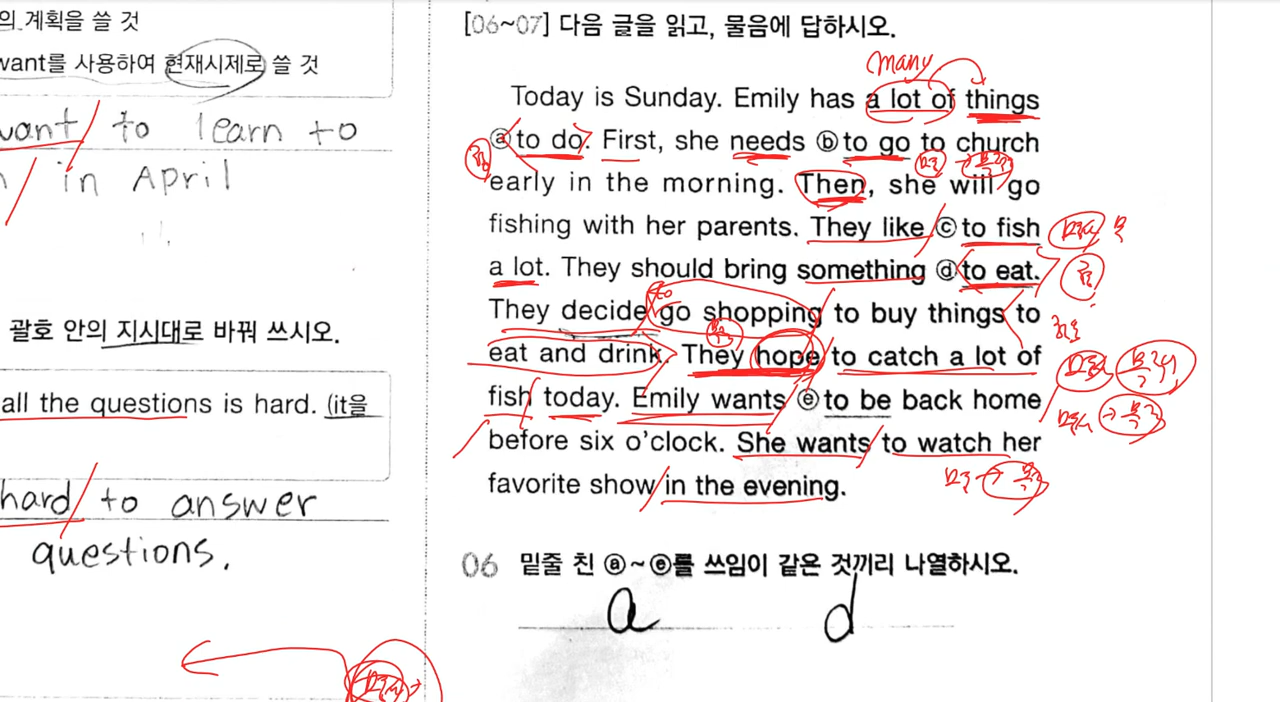 의 계획을 쓸 것
want를 사용하여 현재시제로 쓸 것
want to learn to
in April
괄호 안의 지시대로 바꿔 쓰시오.
all the questions is hard. (it을
hard to answer
questions.
[06~07] 다음 글을 읽고, 물음에 답하시오.
many
Today is Sunday. Emily has a lot of things
ⓐ to do. First, she needs ⓑ to go to church
early in the morning. Then, she will go
fishing with her parents. They like ⓒ to fish
a lot. They should bring something ⓓ to eat.
to
They decide go shopping to buy things to
eat and drink. They hope to catch a lot of
fish today. Emily wants ⓔ to be back home
before six o'clock. She wants to watch her
favorite show in the evening.
06 밑줄 친 ⓐ~ⓔ를 쓰임이 같은 것끼리 나열하시오.
a d